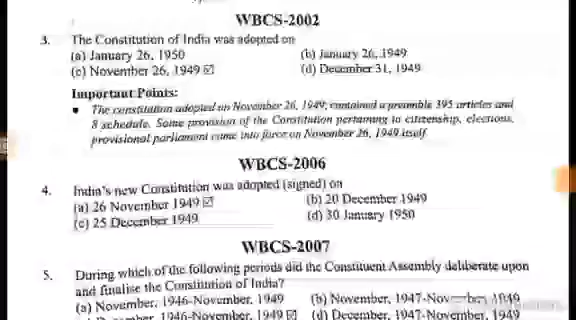 WBCS-2002
3. The Constitution of India was adopted on
(a) January 26, 1950 (b) January 26, 1949
(c) November 26, 1949 ☑ (d) December 31, 1949
Important Points:
• The constitution adopted on November 26, 1949, contained a preamble 395 articles and
8 schedule. Some provision of the Constitution pertaining to citizenship, elections,
provisional parliament came into force on November 26, 1949 itself
WBCS-2006
4. India's new Constitution was adopted (signed) on
(a) 26 November 1949 ☑ (b) 20 December 1949
(c) 25 December 1949 (d) 30 January 1950
WBCS-2007
5. During which of the following periods did the Constituent Assembly deliberate upon
and finalise the Constitution of India?
(a) November, 1946-November, 1949 (b) November, 1947-November, 1949
1946-November, 1949 ☑ (d) December, 1947-November, 1949